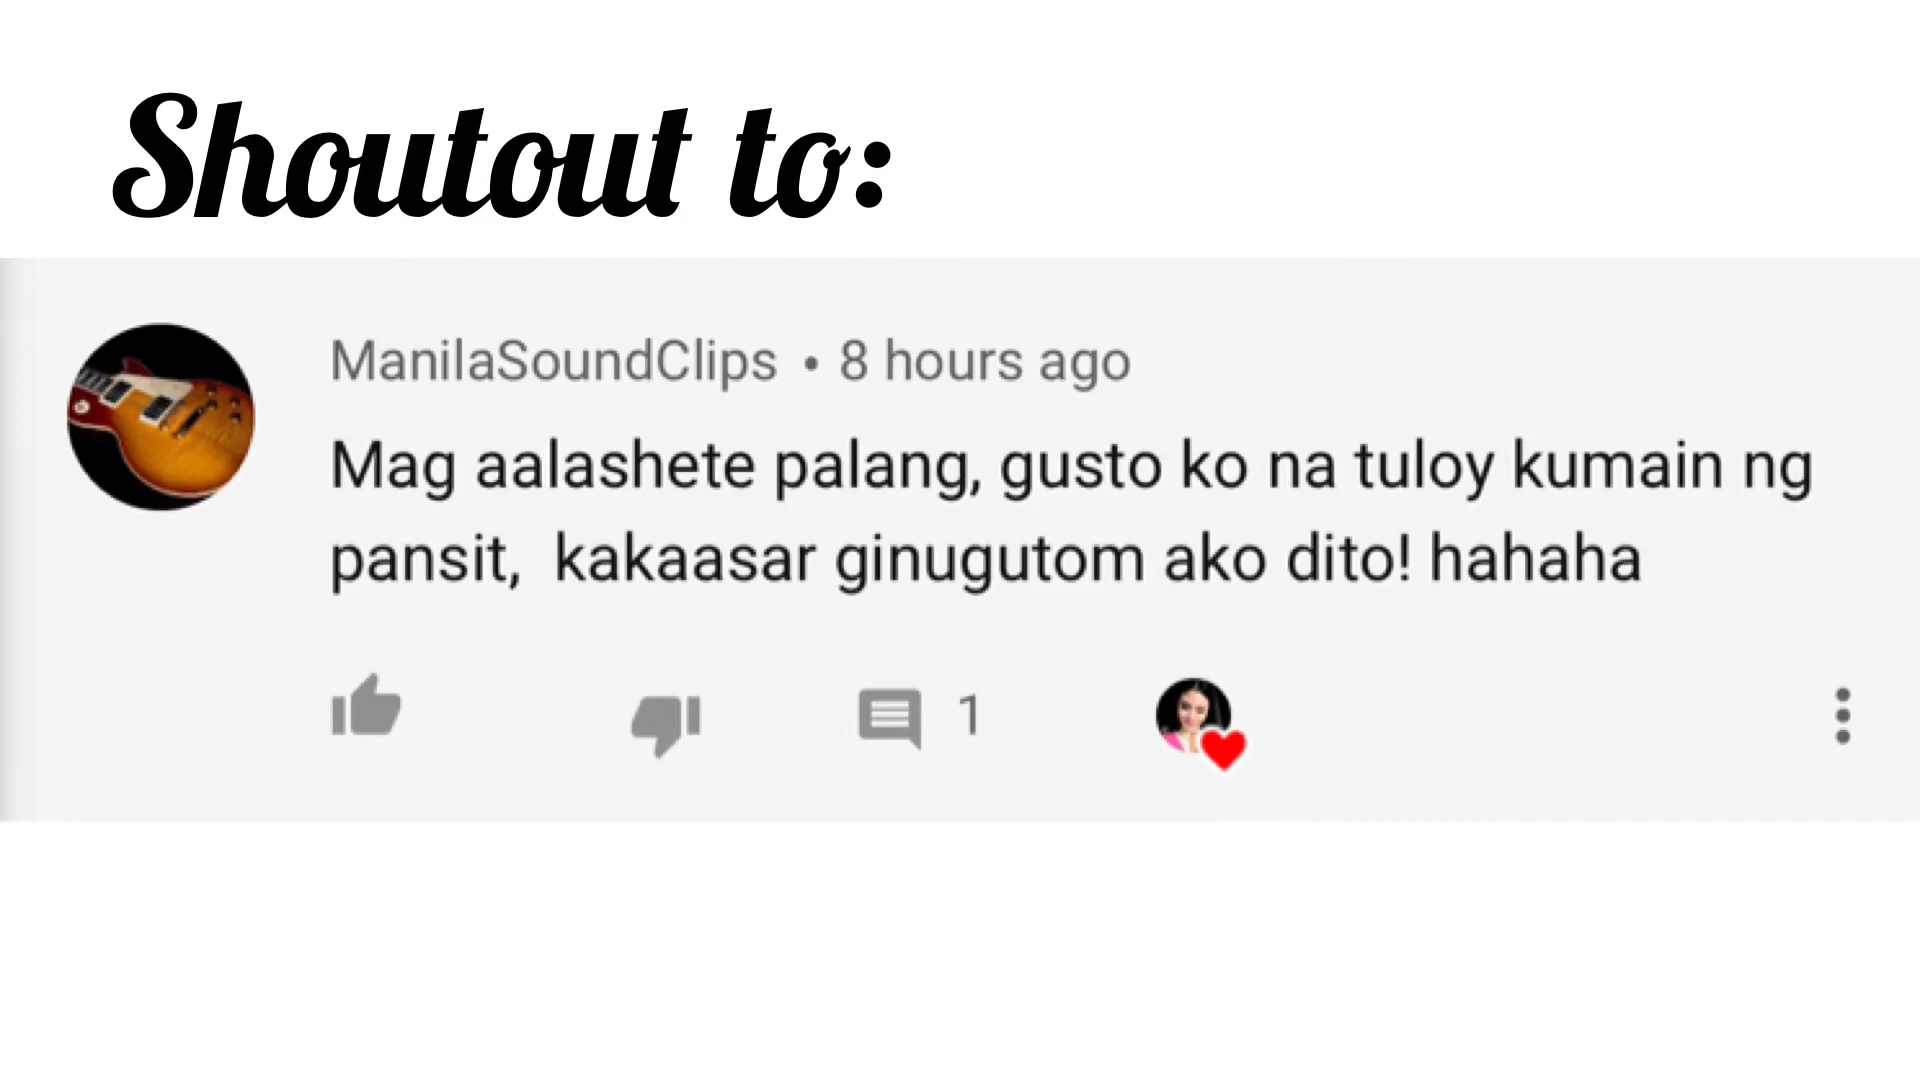 Shoutout to:
ManilaSoundClips • 8 hours ago
Mag aalashete palang, gusto ko na tuloy kumain ng
pansit,  kakaasar ginugutom ako dito! hahaha
1